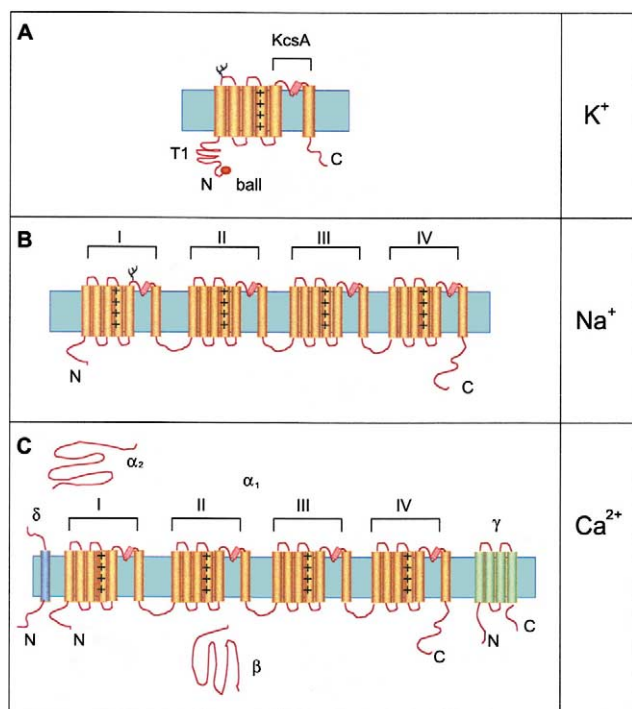 A
KcsA
+
+
+
+
T1
N
ball
C
K+
B
I II III IV
+ + + +
+ + + +
+ + + +
+ + + +
N
C
Na+
C
α2
α1
I II III IV
δ
γ
+ + + +
+ + + +
+ + + +
+ + + +
N N
β
C
N
C
Ca2+